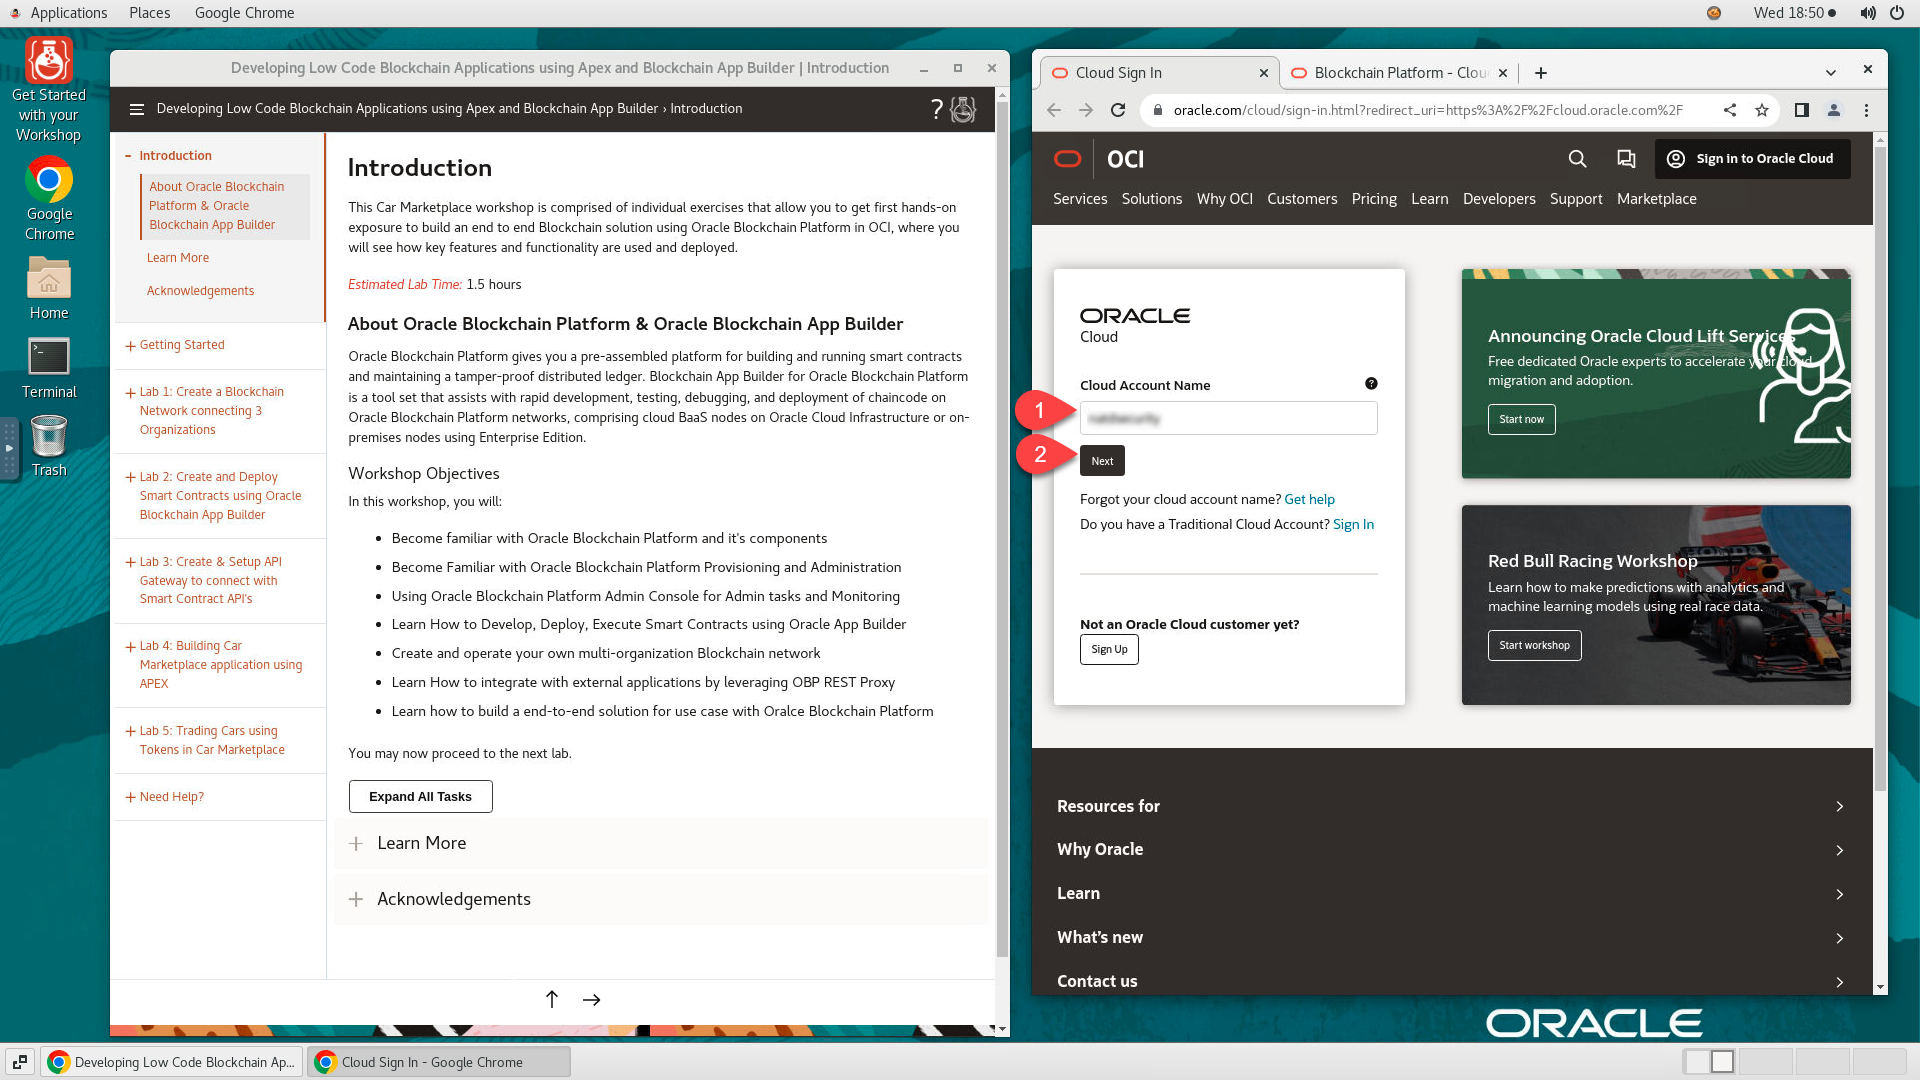 Applications Places Google Chrome
Wed 18:50
Get Started
with your
Workshop
Google
Chrome
Home
Terminal
Trash
Developing Low Code Blockchain Applications using Apex and Blockchain App Builder | Introduction
Developing Low Code Blockchain Applications using Apex and Blockchain App Builder › Introduction
?
- Introduction
About Oracle Blockchain
Platform & Oracle
Blockchain App Builder
Learn More
Acknowledgements
+ Getting Started
+ Lab 1: Create a Blockchain
Network connecting 3
Organizations
+ Lab 2: Create and Deploy
Smart Contracts using Oracle
Blockchain App Builder
+ Lab 3: Create & Setup API
Gateway to connect with
Smart Contract API's
+ Lab 4: Building Car
Marketplace application using
APEX
+ Lab 5: Trading Cars using
Tokens in Car Marketplace
+ Need Help?
Introduction
This Car Marketplace workshop is comprised of individual exercises that allow you to get first hands-on
exposure to build an end to end Blockchain solution using Oracle Blockchain Platform in OCI, where you
will see how key features and functionality are used and deployed.
Estimated Lab Time: 1.5 hours
About Oracle Blockchain Platform & Oracle Blockchain App Builder
Oracle Blockchain Platform gives you a pre-assembled platform for building and running smart contracts
and maintaining a tamper-proof distributed ledger. Blockchain App Builder for Oracle Blockchain Platform
is a tool set that assists with rapid development, testing, debugging, and deployment of chaincode on
Oracle Blockchain Platform networks, comprising cloud BaaS nodes on Oracle Cloud Infrastructure or on-
premises nodes using Enterprise Edition.
Workshop Objectives
In this workshop, you will:
• Become familiar with Oracle Blockchain Platform and it's components
• Become Familiar with Oracle Blockchain Platform Provisioning and Administration
• Using Oracle Blockchain Platform Admin Console for Admin tasks and Monitoring
• Learn How to Develop, Deploy, Execute Smart Contracts using Oracle App Builder
• Create and operate your own multi-organization Blockchain network
• Learn How to integrate with external applications by leveraging OBP REST Proxy
• Learn how to build a end-to-end solution for use case with Oralce Blockchain Platform
You may now proceed to the next lab.
Expand All Tasks
+ Learn More
+ Acknowledgements
Cloud Sign In
Blockchain Platform - Clou
oracle.com/cloud/sign-in.html?redirect_uri=https%3A%2F%2Fcloud.oracle.com%2F
OCI
Sign in to Oracle Cloud
Services Solutions Why OCI Customers Pricing Learn Developers Support Marketplace
ORACLE
Cloud
Cloud Account Name
?
1
2
Next
Forgot your cloud account name? Get help
Do you have a Traditional Cloud Account? Sign In
Not an Oracle Cloud customer yet?
Sign Up
Announcing Oracle Cloud Lift Services
Free dedicated Oracle experts to accelerate your cloud
migration and adoption.
Start now
Red Bull Racing Workshop
Learn how to make predictions with analytics and
machine learning models using real race data.
Start workshop
Resources for
Why Oracle
Learn
What's new
Contact us
ORACLE
Developing Low Code Blockchain Ap...
Cloud Sign In - Google Chrome